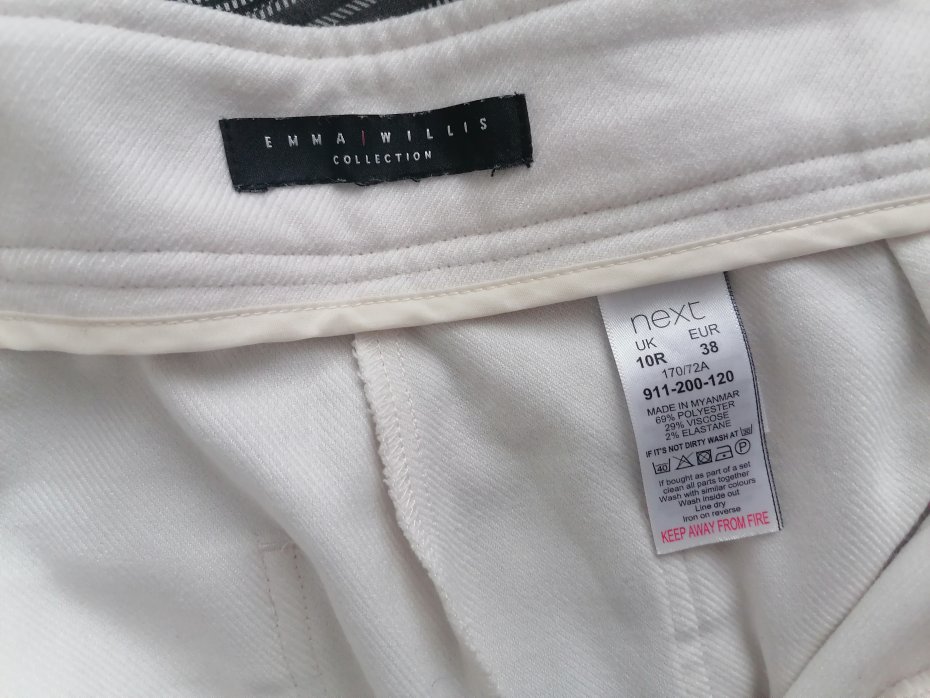 EMMA | WILLIS
COLLECTION
next
UK EUR
10R 38
170/72A
911-200-120
MADE IN MYANMAR
69% POLYESTER
29% VISCOSE
2% ELASTANE
IF IT'S NOT DIRTY WASH AT 30
40 P
If bought as part of a set
clean all parts together
Wash with similar colours
Wash inside out
Line dry
Iron on reverse
KEEP AWAY FROM FIRE